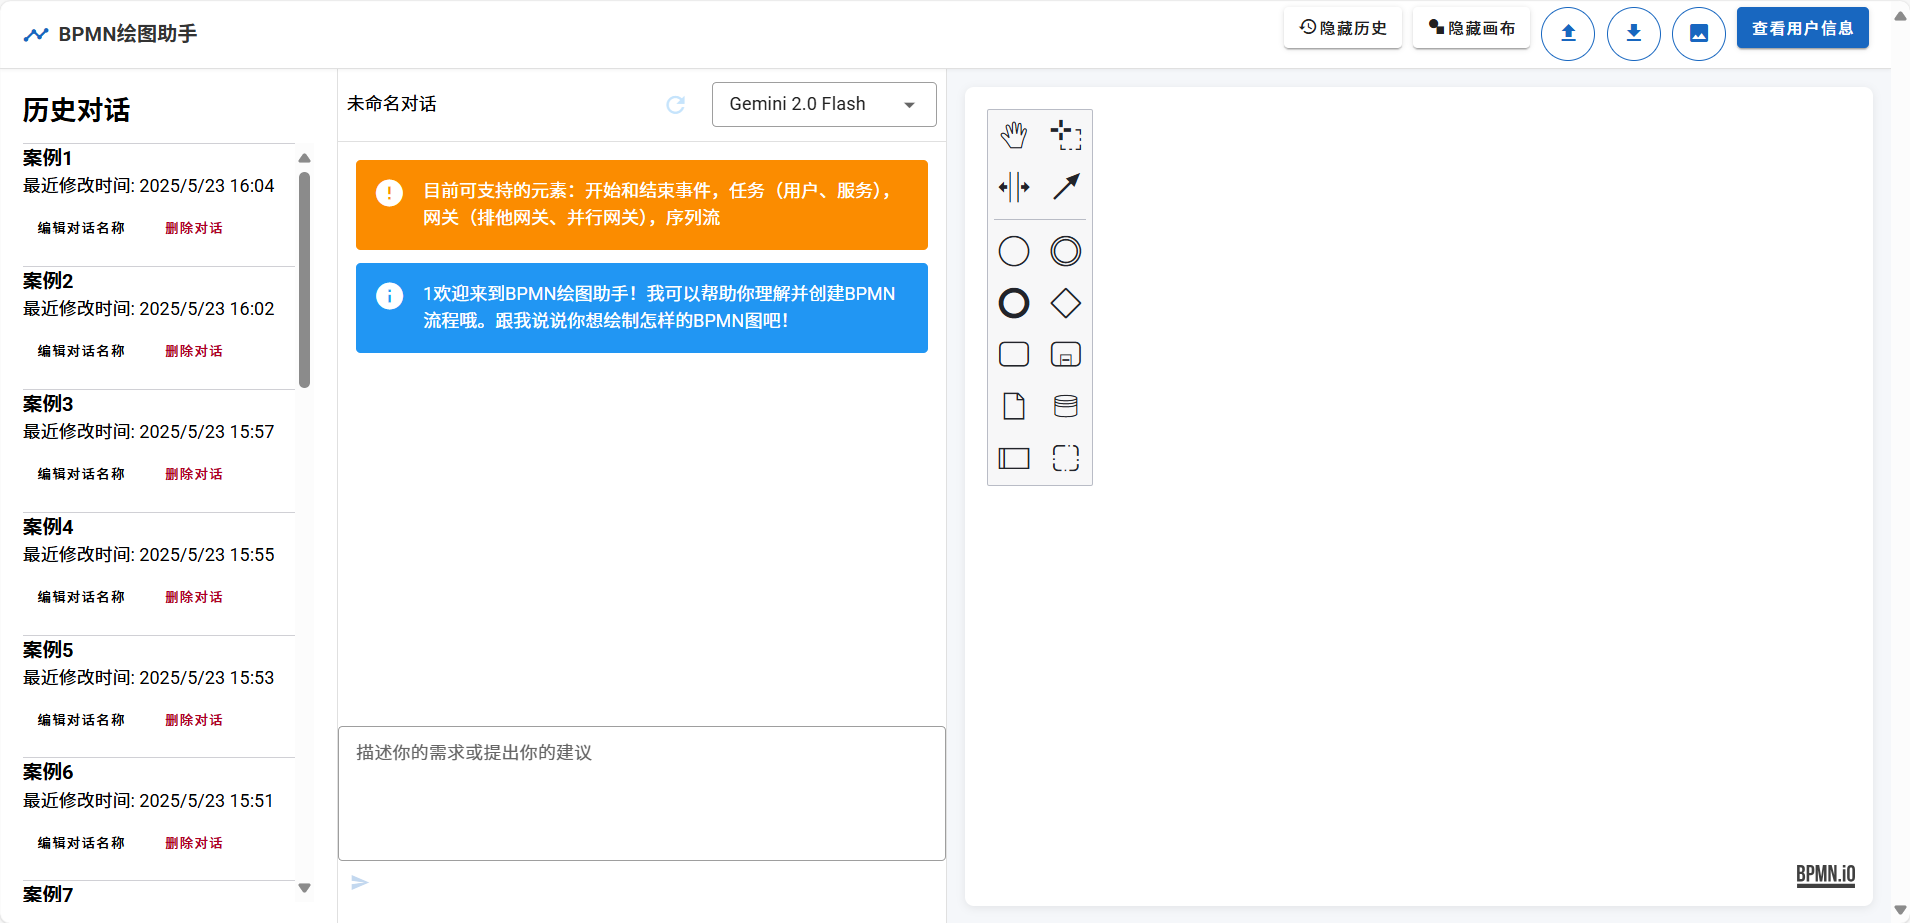 BPMN绘图助手
隐藏历史
隐藏画布
查看用户信息
历史对话
案例1
最近修改时间: 2025/5/23 16:04
编辑对话名称 删除对话
案例2
最近修改时间: 2025/5/23 16:02
编辑对话名称 删除对话
案例3
最近修改时间: 2025/5/23 15:57
编辑对话名称 删除对话
案例4
最近修改时间: 2025/5/23 15:55
编辑对话名称 删除对话
案例5
最近修改时间: 2025/5/23 15:53
编辑对话名称 删除对话
案例6
最近修改时间: 2025/5/23 15:51
编辑对话名称 删除对话
案例7
未命名对话
Gemini 2.0 Flash
目前可支持的元素：开始和结束事件，任务（用户、服务），
网关（排他网关、并行网关），序列流
1欢迎来到BPMN绘图助手！我可以帮助你理解并创建BPMN
流程哦。跟我说说你想绘制怎样的BPMN图吧！
描述你的需求或提出你的建议
BPMN.iO